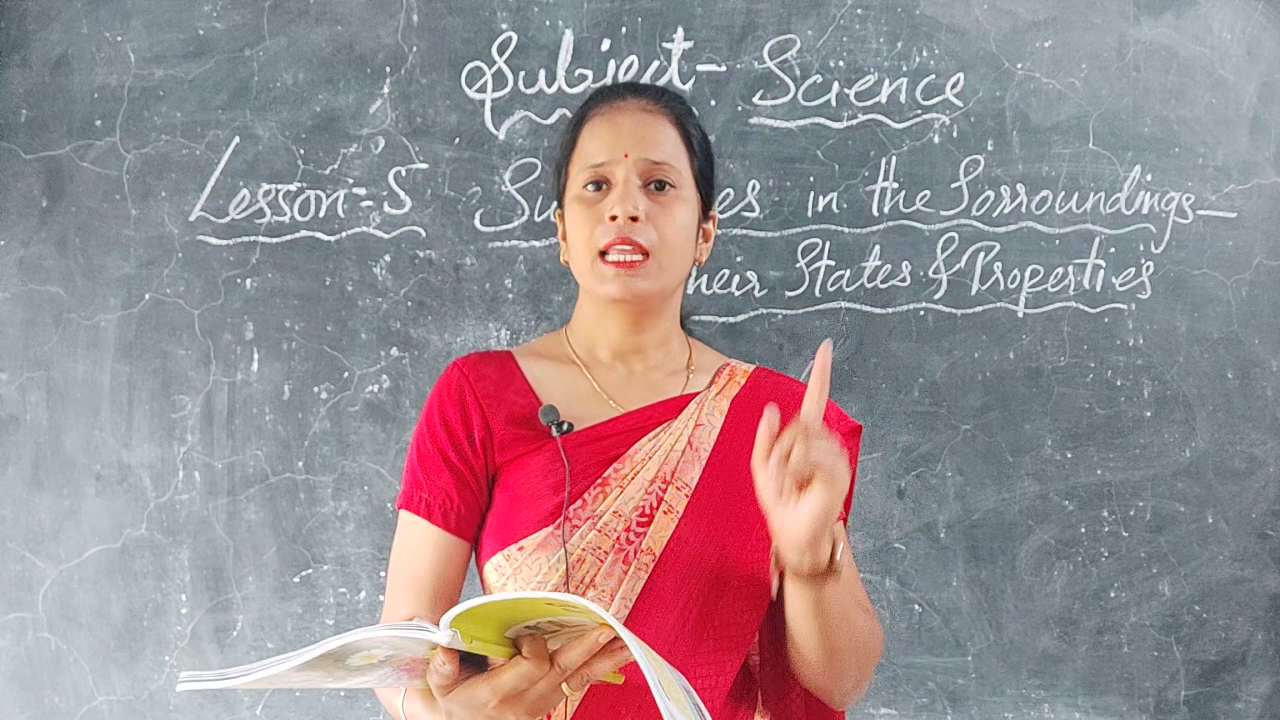 Subject- Science
Lesson-5 in the Sorroundings-
States & Properties